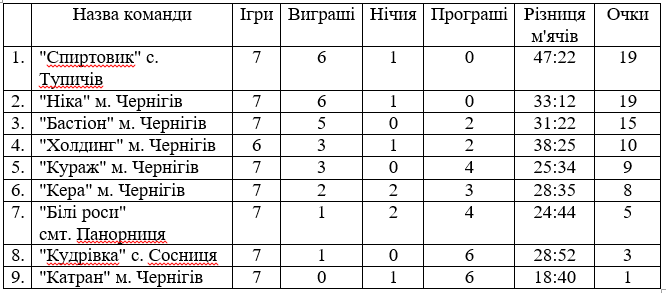 Назва команди Ігри Виграші Нічия Програші Різниця м'ячів Очки
1. "Спиртовик" с. Тупичів 7 6 1 0 47:22 19
2. "Ніка" м. Чернігів 7 6 1 0 33:12 19
3. "Бастіон" м. Чернігів 7 5 0 2 31:22 15
4. "Холдинг" м. Чернігів 6 3 1 2 38:25 10
5. "Кураж" м. Чернігів 7 3 0 4 25:34 9
6. "Кера" м. Чернігів 7 2 2 3 28:35 8
7. "Білі роси" смт. Панорниця 7 1 2 4 24:44 5
8. "Кудрівка" с. Сосниця 7 1 0 6 28:52 3
9. "Катран" м. Чернігів 7 0 1 6 18:40 1